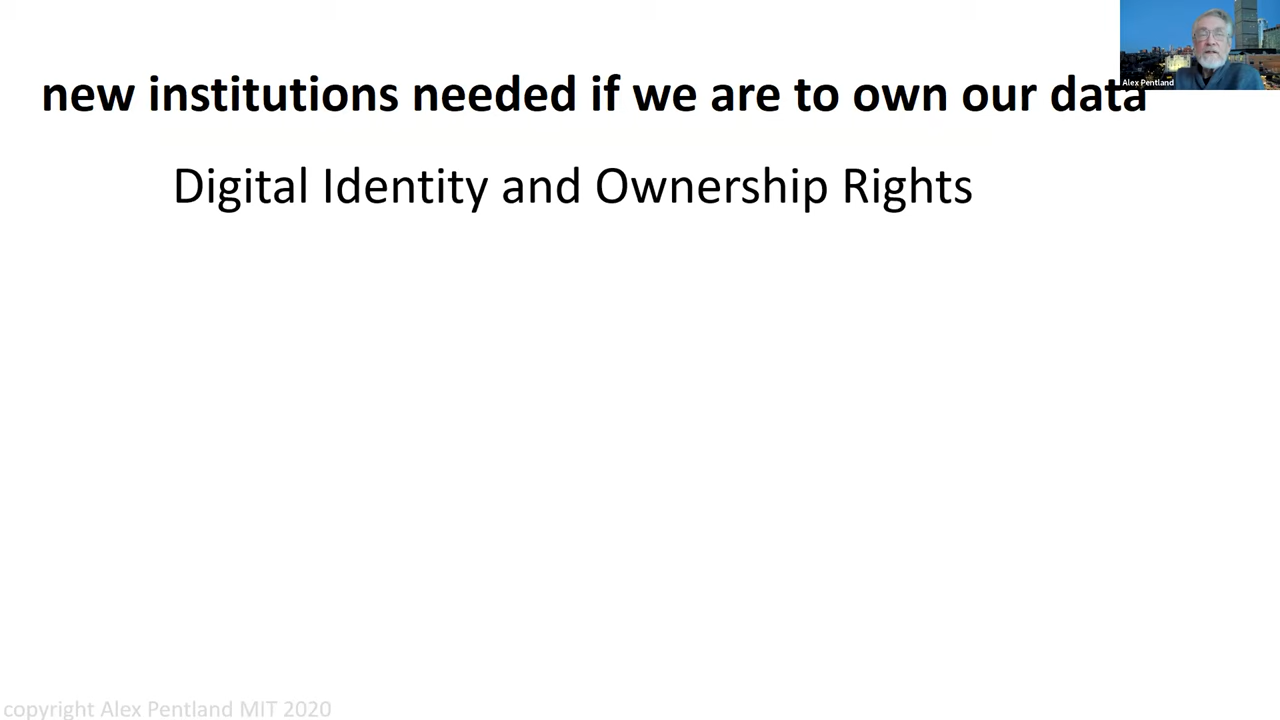 new institutions needed if we are to own our data
Alex Pentland
Digital Identity and Ownership Rights
copyright Alex Pentland MIT 2020